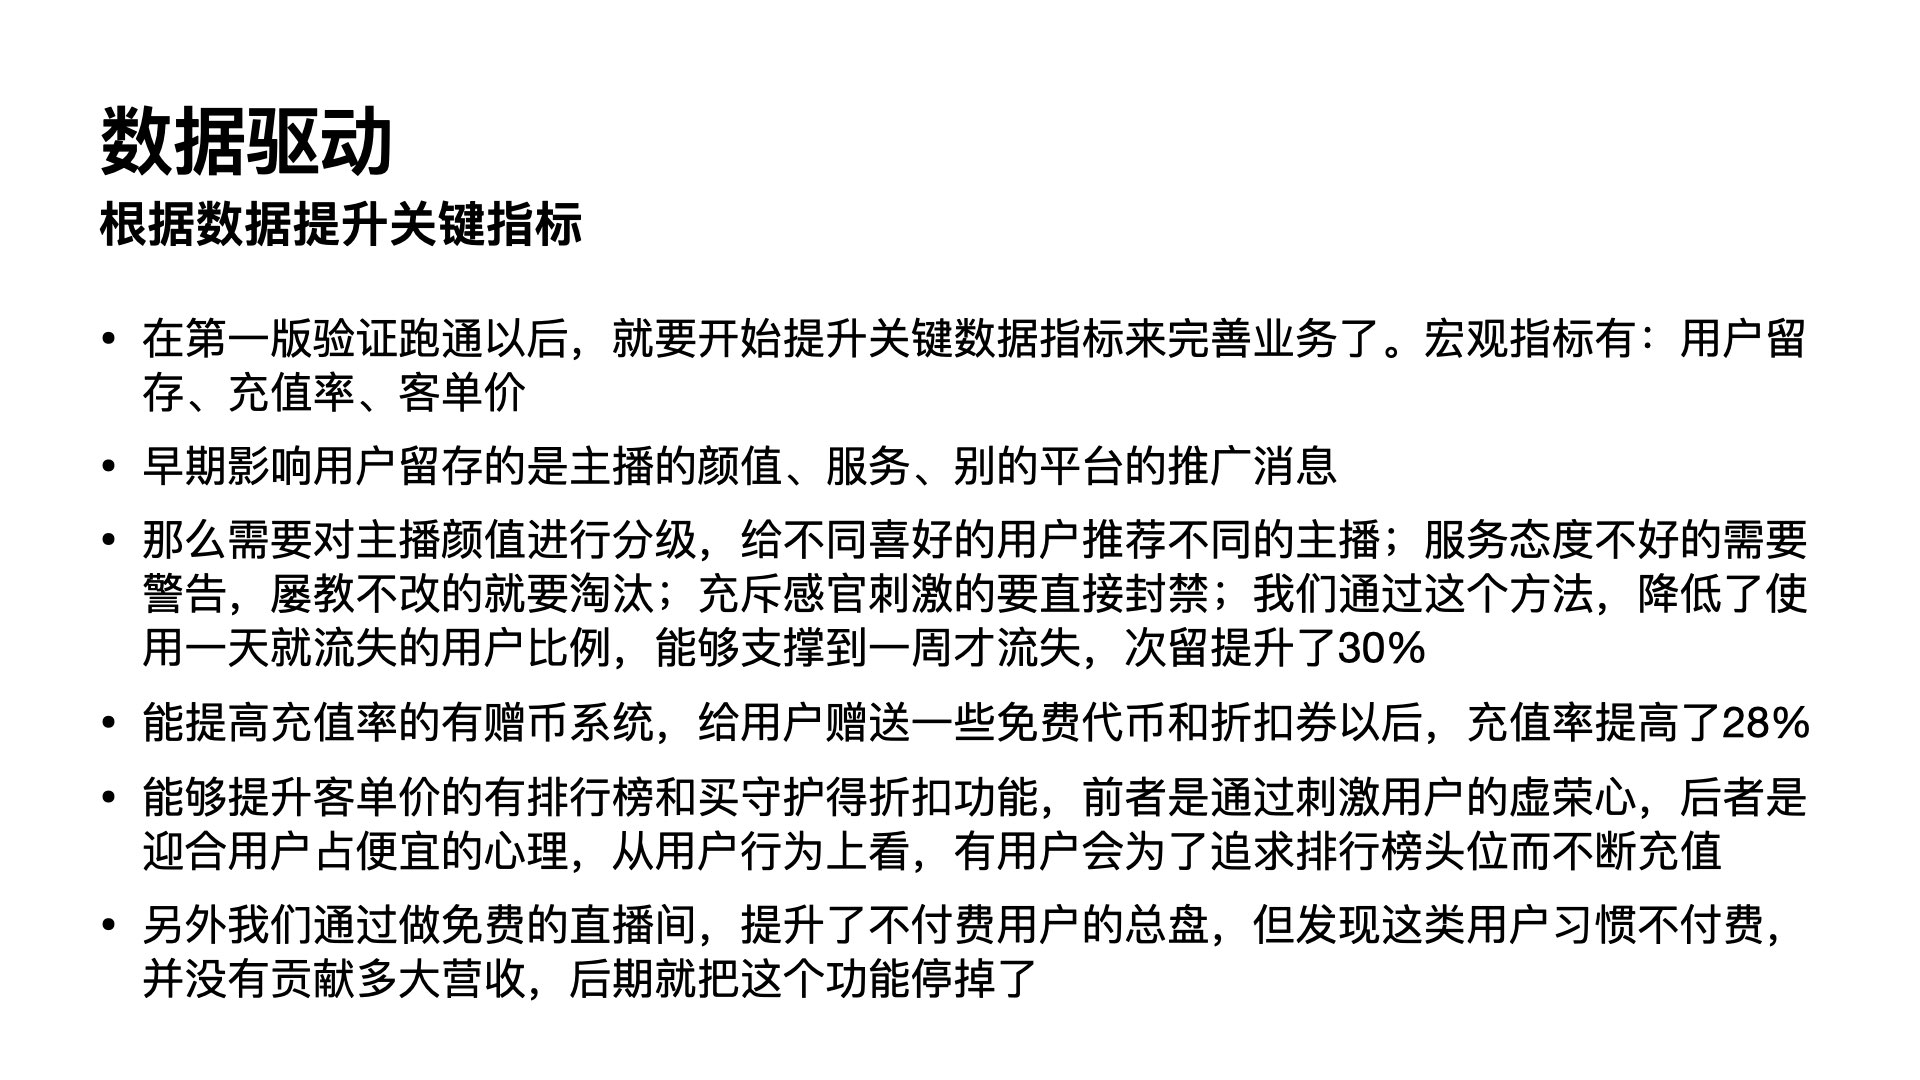 数据驱动
根据数据提升关键指标
• 在第一版验证跑通以后，就要开始提升关键数据指标来完善业务了。宏观指标有：用户留
存、充值率、客单价
• 早期影响用户留存的是主播的颜值、服务、别的平台的推广消息
• 那么需要对主播颜值进行分级，给不同喜好的用户推荐不同的主播；服务态度不好的需要
警告，屡教不改的就要淘汰；充斥感官刺激的要直接封禁；我们通过这个方法，降低了使
用一天就流失的用户比例，能够支撑到一周才流失，次留提升了30%
• 能提高充值率的有赠币系统，给用户赠送一些免费代币和折扣券以后，充值率提高了28%
• 能够提升客单价的有排行榜和买守护得折扣功能，前者是通过刺激用户的虚荣心，后者是
迎合用户占便宜的心理，从用户行为上看，有用户会为了追求排行榜头位而不断充值
• 另外我们通过做免费的直播间，提升了不付费用户的总盘，但发现这类用户习惯不付费，
并没有贡献多大营收，后期就把这个功能停掉了